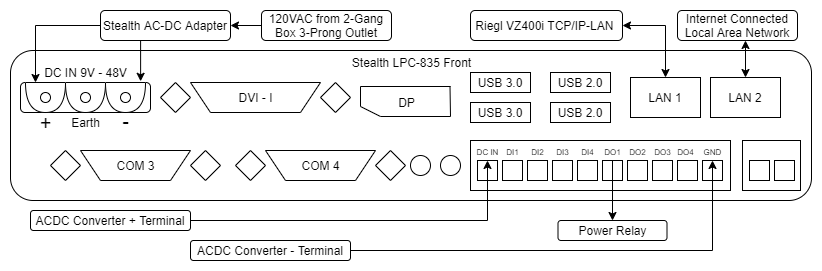 Stealth AC-DC Adapter
120VAC from 2-Gang
Box 3-Prong Outlet
Riegl VZ400i TCP/IP-LAN
Internet Connected
Local Area Network
Stealth LPC-835 Front
DC IN 9V - 48V
+ Earth -
DVI - I
DP
USB 3.0
USB 2.0
USB 3.0
USB 2.0
LAN 1
LAN 2
COM 3
COM 4
DC IN DI1 DI2 DI3 DI4 DO1 DO2 DO3 DO4 GND
ACDC Converter + Terminal
Power Relay
ACDC Converter - Terminal